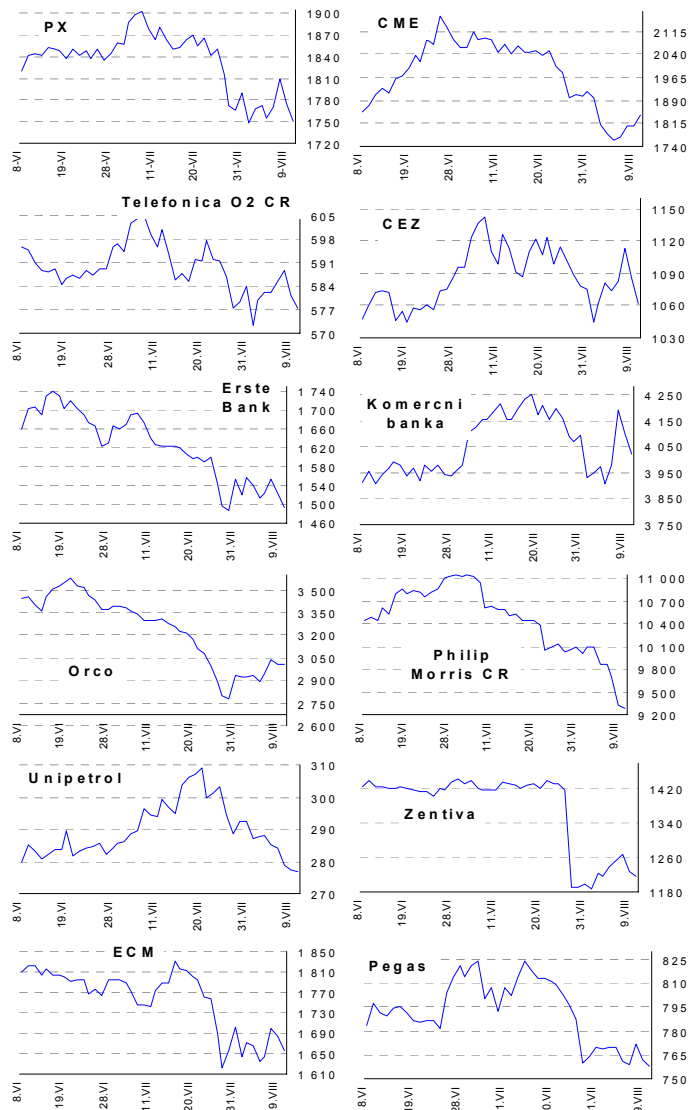 PX
1900
1870
1840
1810
1780
1750
1720
8.VI
19-VI
28-VI
11-VII
20-VII
31-VII
9-VIII
CME
2115
2040
1965
1890
1815
1740
8.VI
19.VI
28.VI
11.VII
20.VII
31.VII
9.VIII
Telefonica O2 CR
605
598
591
584
577
570
8.VI
19.VI
28.VI
11.VII
20.VII
31.VII
9.VIII
CEZ
1150
1120
1090
1060
1030
8.VI
19.VI
28.VI
11.VII
20.VII
31.VII
9.VIII
Erste
Bank
1 740
1 700
1 660
1 620
1 580
1 540
1 500
1 460
8.VI
19.VI
28.VI
11.VII
20.VII
31.VII
9.VIII
Komercni
banka
4 250
4 150
4 050
3 950
3 850
3 750
8.VI
19.VI
28.VI
11.VII
20.VII
31.VII
9.VIII
Orco
3 500
3 350
3 200
3 050
2 900
2 750
2 600
8.VI
19.VI
28.VI
11.VII
20.VII
31.VII
9.VIII
Philip
Morris CR
11 000
10 700
10 400
10 100
9 800
9 500
9 200
8.VI
19.VI
28.VI
11.VII
20.VII
31.VII
9.VIII
Unipetrol
310
300
290
280
270
8.VI
19.VI
28.VI
11.VII
20.VII
31.VII
9.VIII
Zentiva
1420
1340
1260
1180
8.VI
19.VI
28.VI
11.VII
20.VII
31.VII
9.VIII
ECM
1 850
1 810
1 770
1 730
1 690
1 650
1 610
8.VI
19.VI
28.VI
11.VII
20.VII
31.VII
9.VIII
Pegas
825
810
795
780
765
750
8.VI
19.VI
28.VI
11.VII
20.VII
1.VII
9.VIII